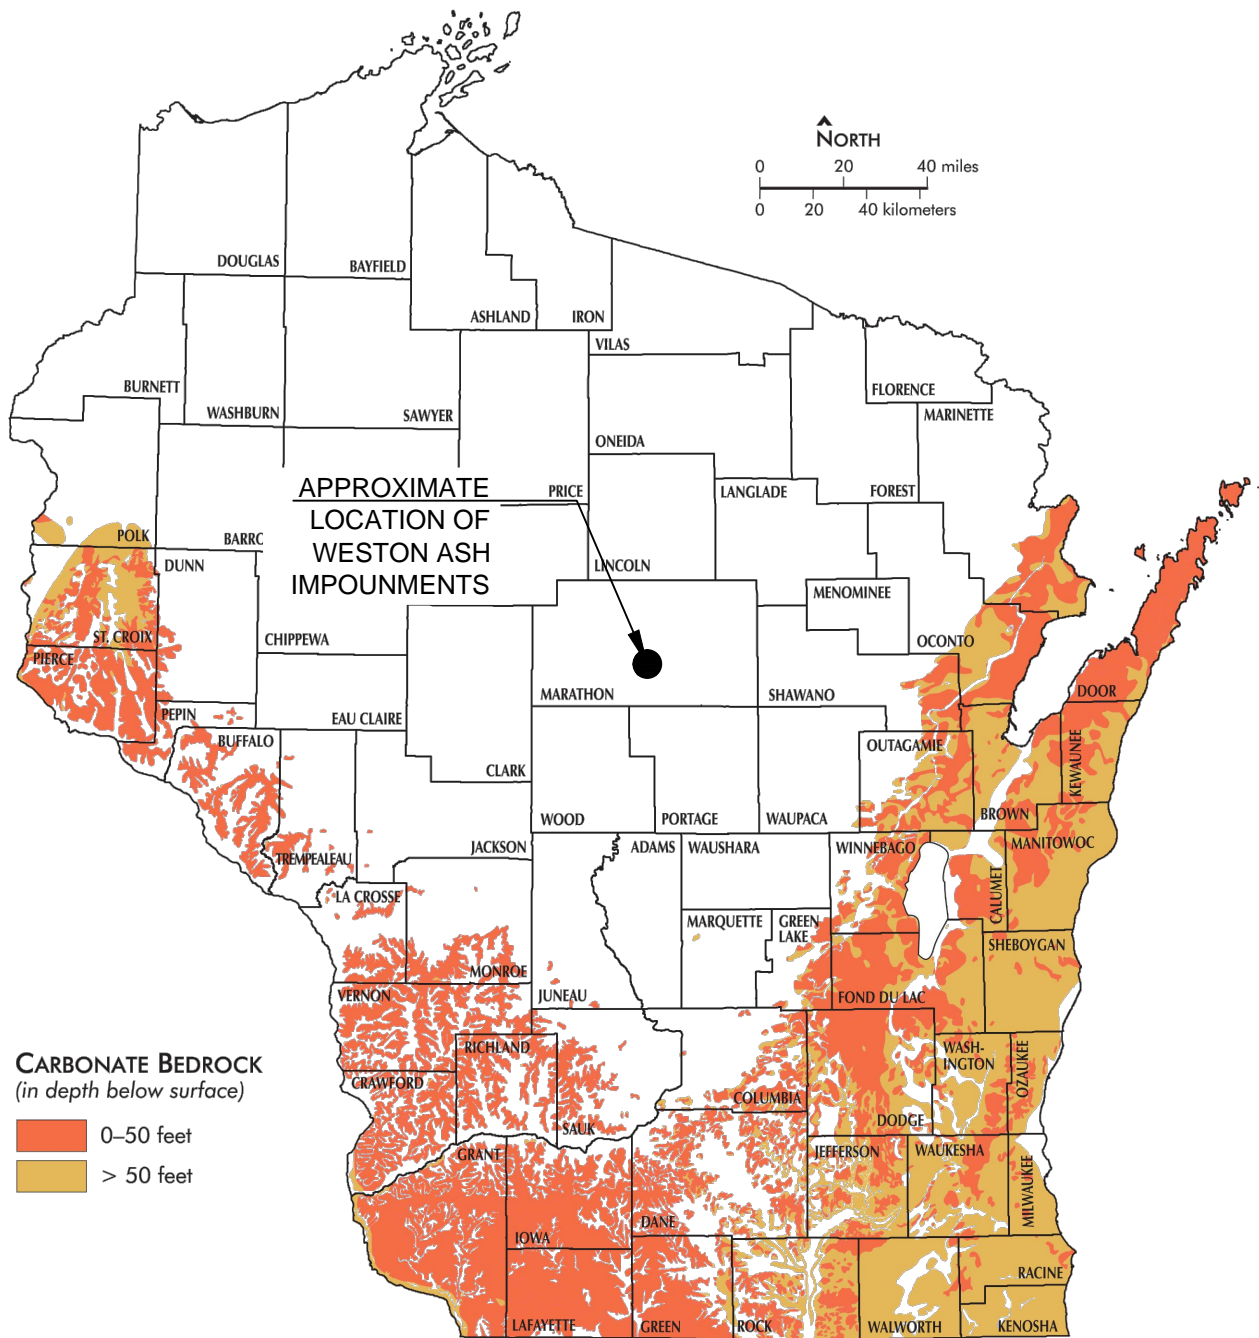 NORTH
0 20 40 miles
0 20 40 kilometers
DOUGLAS
BAYFIELD
ASHLAND
IRON
VILAS
BURNETT
WASHBURN
SAWYER
FLORENCE
MARINETTE
ONEIDA
PRICE
LANGLADE
FOREST
APPROXIMATE
LOCATION OF
WESTON ASH
IMPOUNMENTS
POLK
BARRC
DUNN
LINCOLN
MENOMINEE
ST. CROIX
CHIPPEWA
OCONTO
PIERCE
MARATHON
SHAWANO
DOOR
PEPIN
EAU CLAIRE
BUFFALO
OUTAGAMIE
KEWAUNEE
CLARK
WOOD
PORTAGE
WAUPACA
BROWN
TREMPEALEAU
JACKSON
ADAMS
WAUSHARA
WINNEBAGO
MANITOWOC
CALUMET
LA CROSSE
MARQUETTE
GREEN
LAKE
SHEBOYGAN
MONROE
VERNON
JUNEAU
FOND DU LAC
RICHLAND
WASH-
INGTON
OZAUKEE
CRAWFORD
COLUMBIA
DODGE
SAUK
CARBONATE BEDROCK
(in depth below surface)
0–50 feet
> 50 feet
GRANT
JEFFERSON
WAUKESHA
MILWAUKEE
DANE
IOWA
RACINE
LAFAYETTE
GREEN
ROCK
WALWORTH
KENOSHA